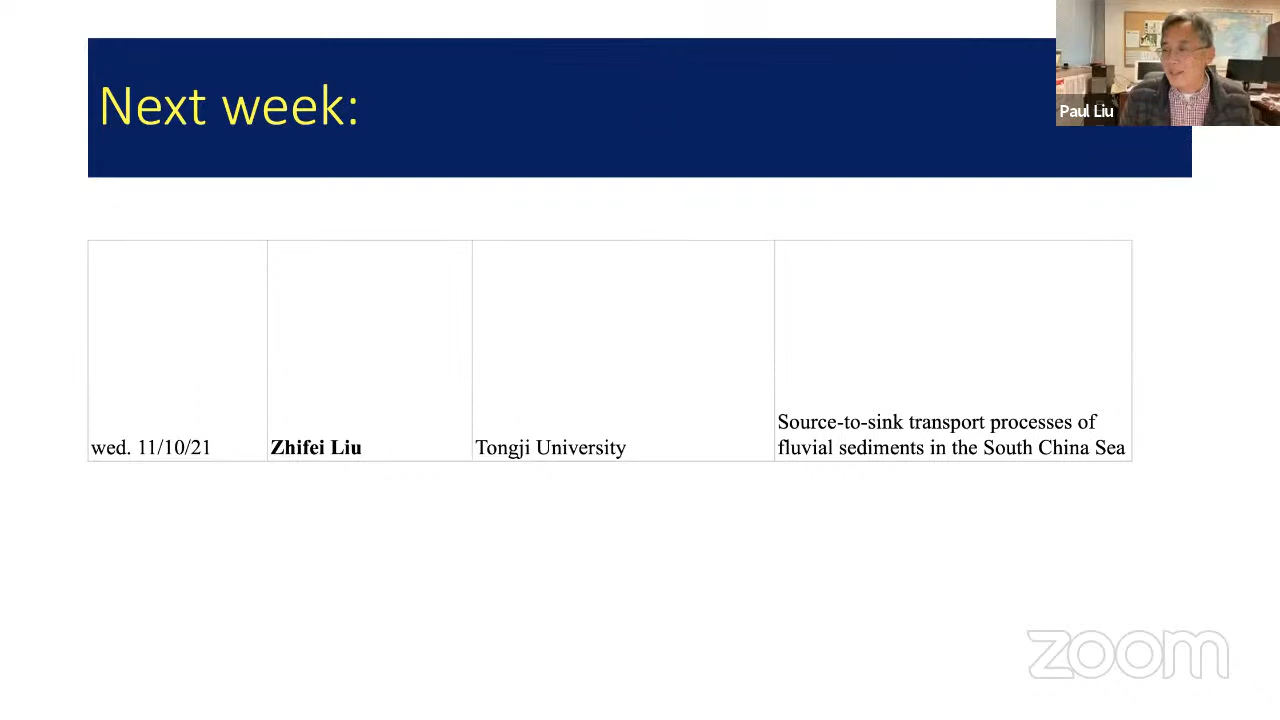 Next week:
Paul Liu
wed. 11/10/21
Zhifei Liu
Tongji University
Source-to-sink transport processes of
fluvial sediments in the South China Sea
zoom